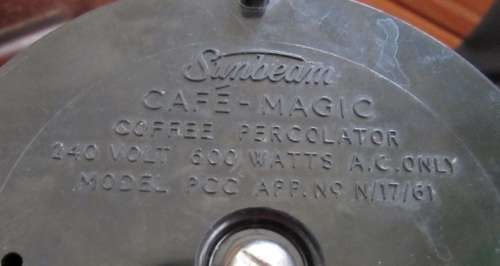 Sunbeam
CAFÉ-MAGIC
COFFEE PERCOLATOR
240 VOLT 600 WATTS A.C. ONLY
MODEL PCC APP. NO N/17/61